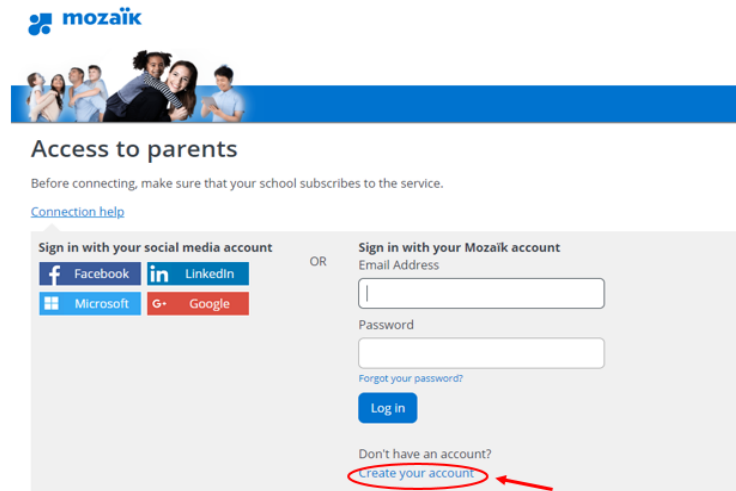 mozaïk
Access to parents
Before connecting, make sure that your school subscribes to the service.
Connection help
Sign in with your social media account
Facebook
LinkedIn
Microsoft
G+ Google
OR
Sign in with your Mozaïk account
Email Address
Password
Forgot your password?
Log in
Don't have an account?
Create your account